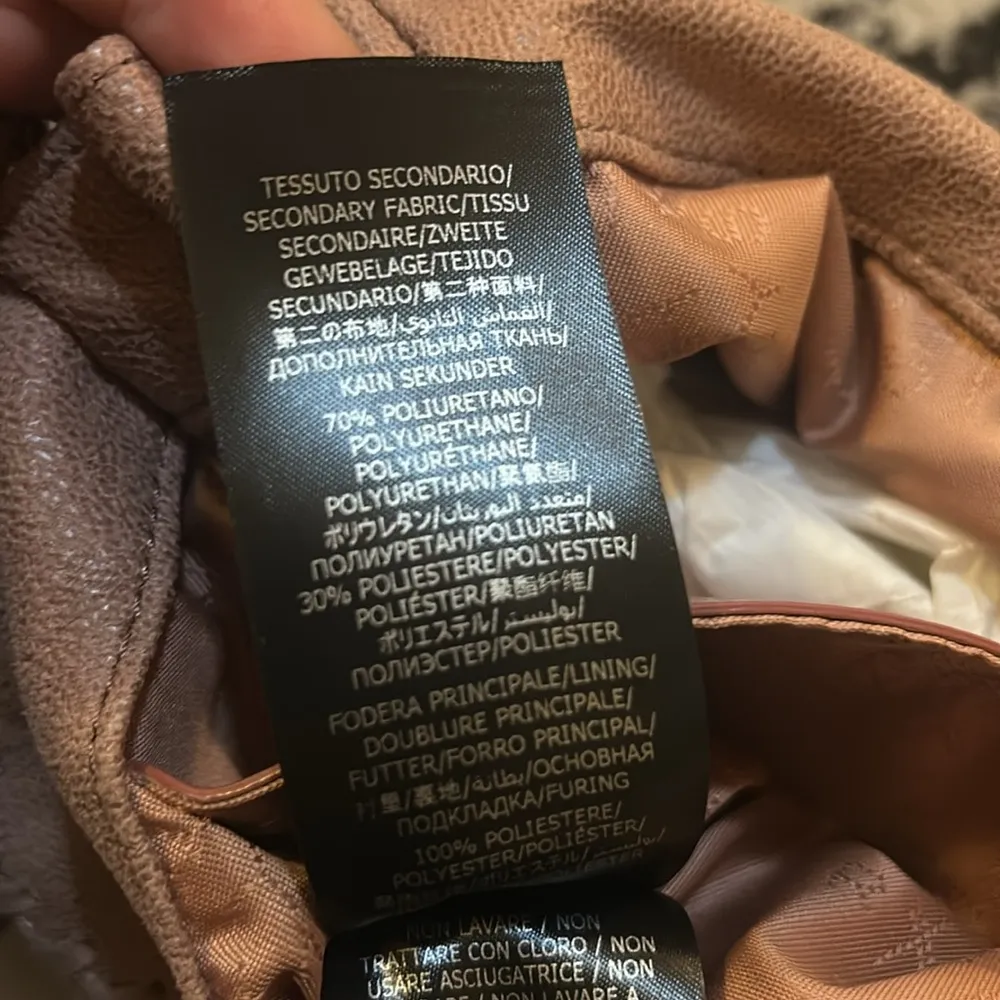 TESSUTO SECONDARIO/
SECONDARY FABRIC/TISSU
SECONDAIRE/ZWEITE
GEWEBELAGE/TEJIDO
SECUNDARIO/第二种面料/
第二の布地/القماش الثانوي/
ДОПОЛНИТЕЛЬНАЯ ТКАНЬ/
KAIN SEKUNDER
70% POLIURETANO/
POLYURETHANE/
POLYURETHANE/
POLYURETHAN/聚氨酯/
ポリウレタン/متعدد اليوريتان/
ПОЛИУРЕТАН/POLIURETAN
30% POLIESTERE/POLYESTER/
POLIÉSTER/聚酯纤维/
ポリエステル/بوليستر/
ПОЛИЭСТЕР/POLIESTER
FODERA PRINCIPALE/LINING/
DOUBLURE PRINCIPALE/
FUTTER/FORRO PRINCIPAL/
衬里/裏地/بطانة/ОСНОВНАЯ
ПОДКЛАДКА/FURING
100% POLIESTERE/
POLYESTER/POLIÉSTER/
NON LAVARE / NON
TRATTARE CON CLORO / NON
USARE ASCIUGATRICE / NON